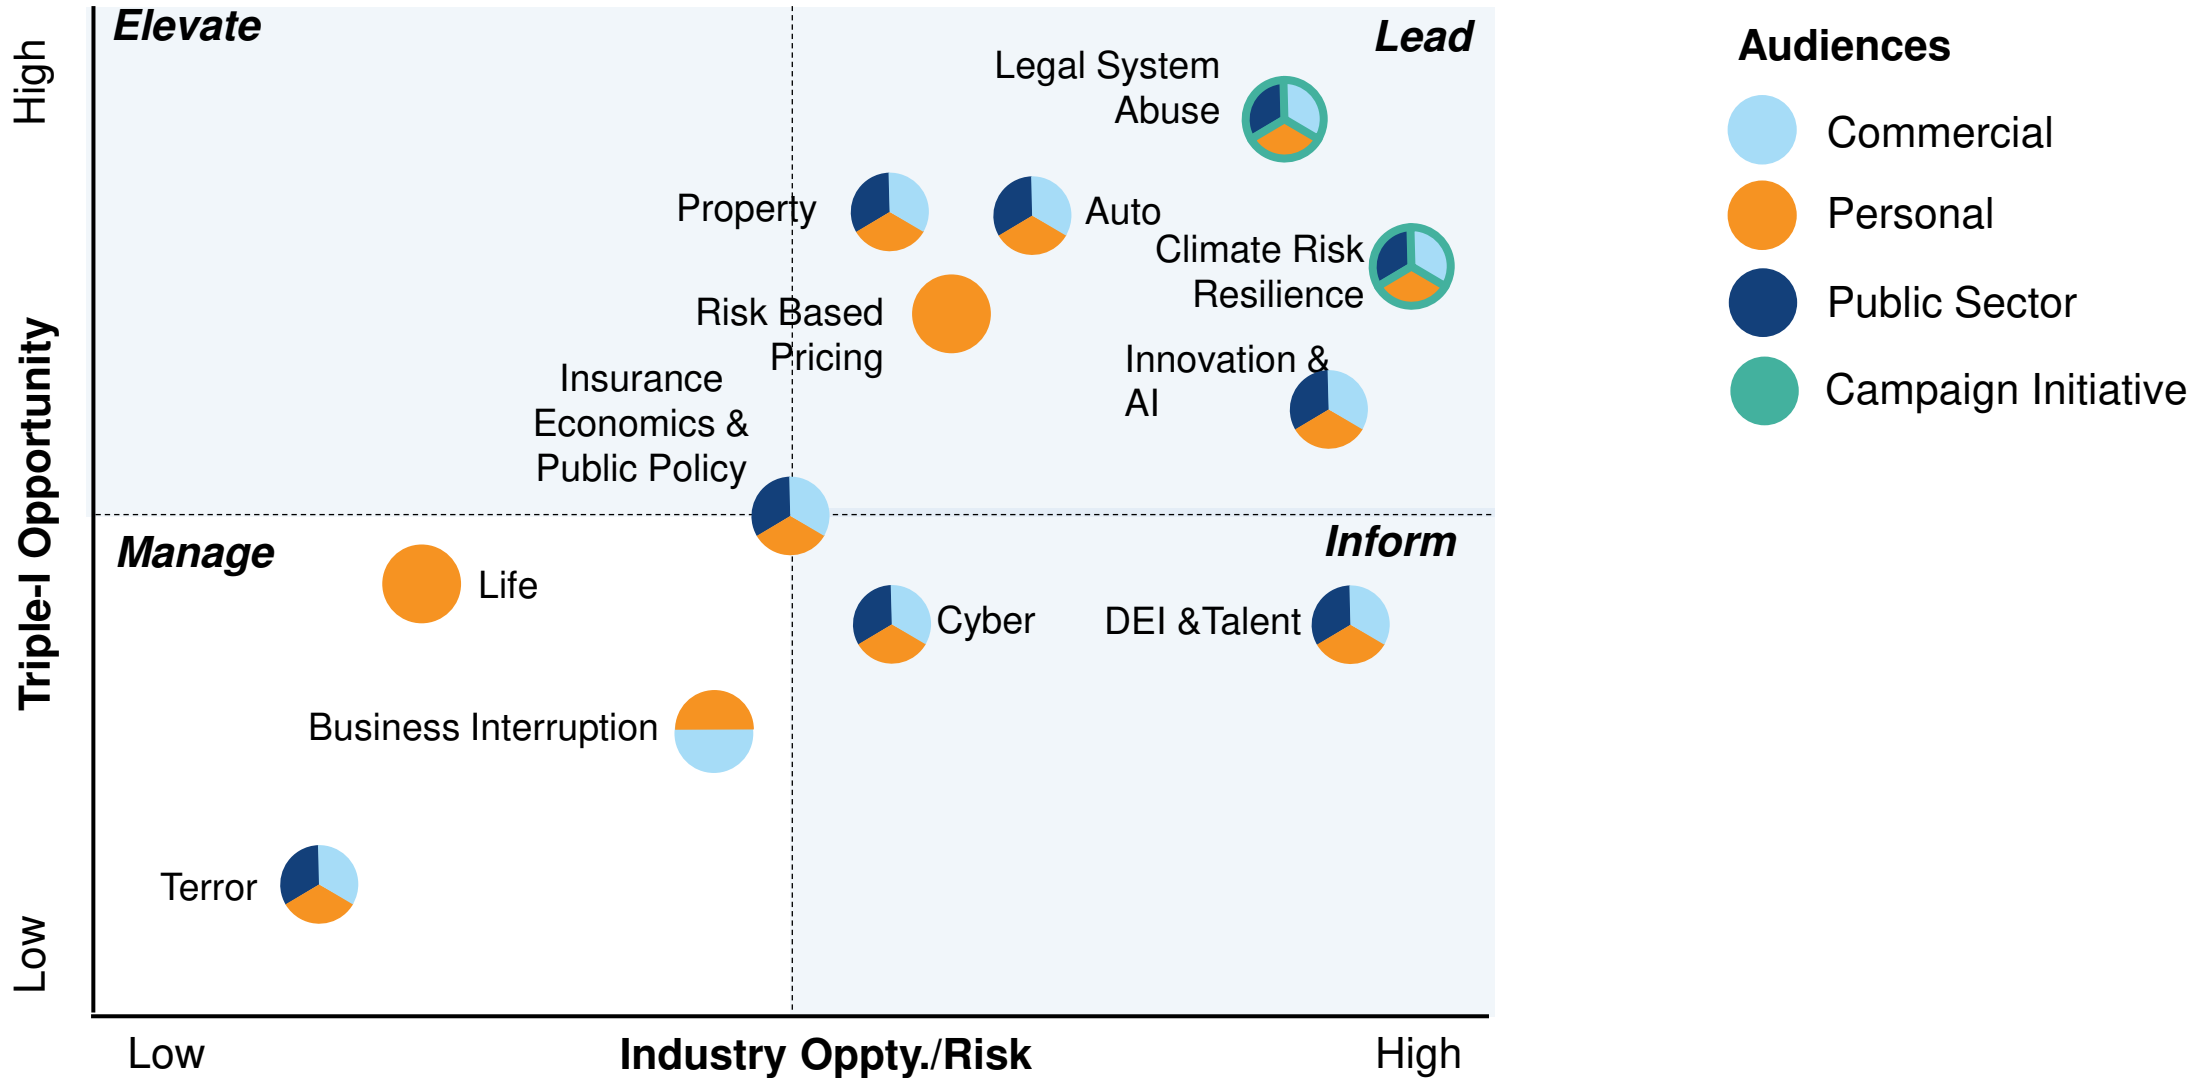 Elevate
Lead
Legal System
Abuse
Property
Auto
Climate Risk
Resilience
Risk Based
Pricing
Innovation &
AI
Insurance
Economics &
Public Policy
Manage
Inform
Life
Cyber
DEI &Talent
Business Interruption
Terror
High
Triple-I Opportunity
Low
Low
Industry Oppty./Risk
High
Audiences
Commercial
Personal
Public Sector
Campaign Initiative